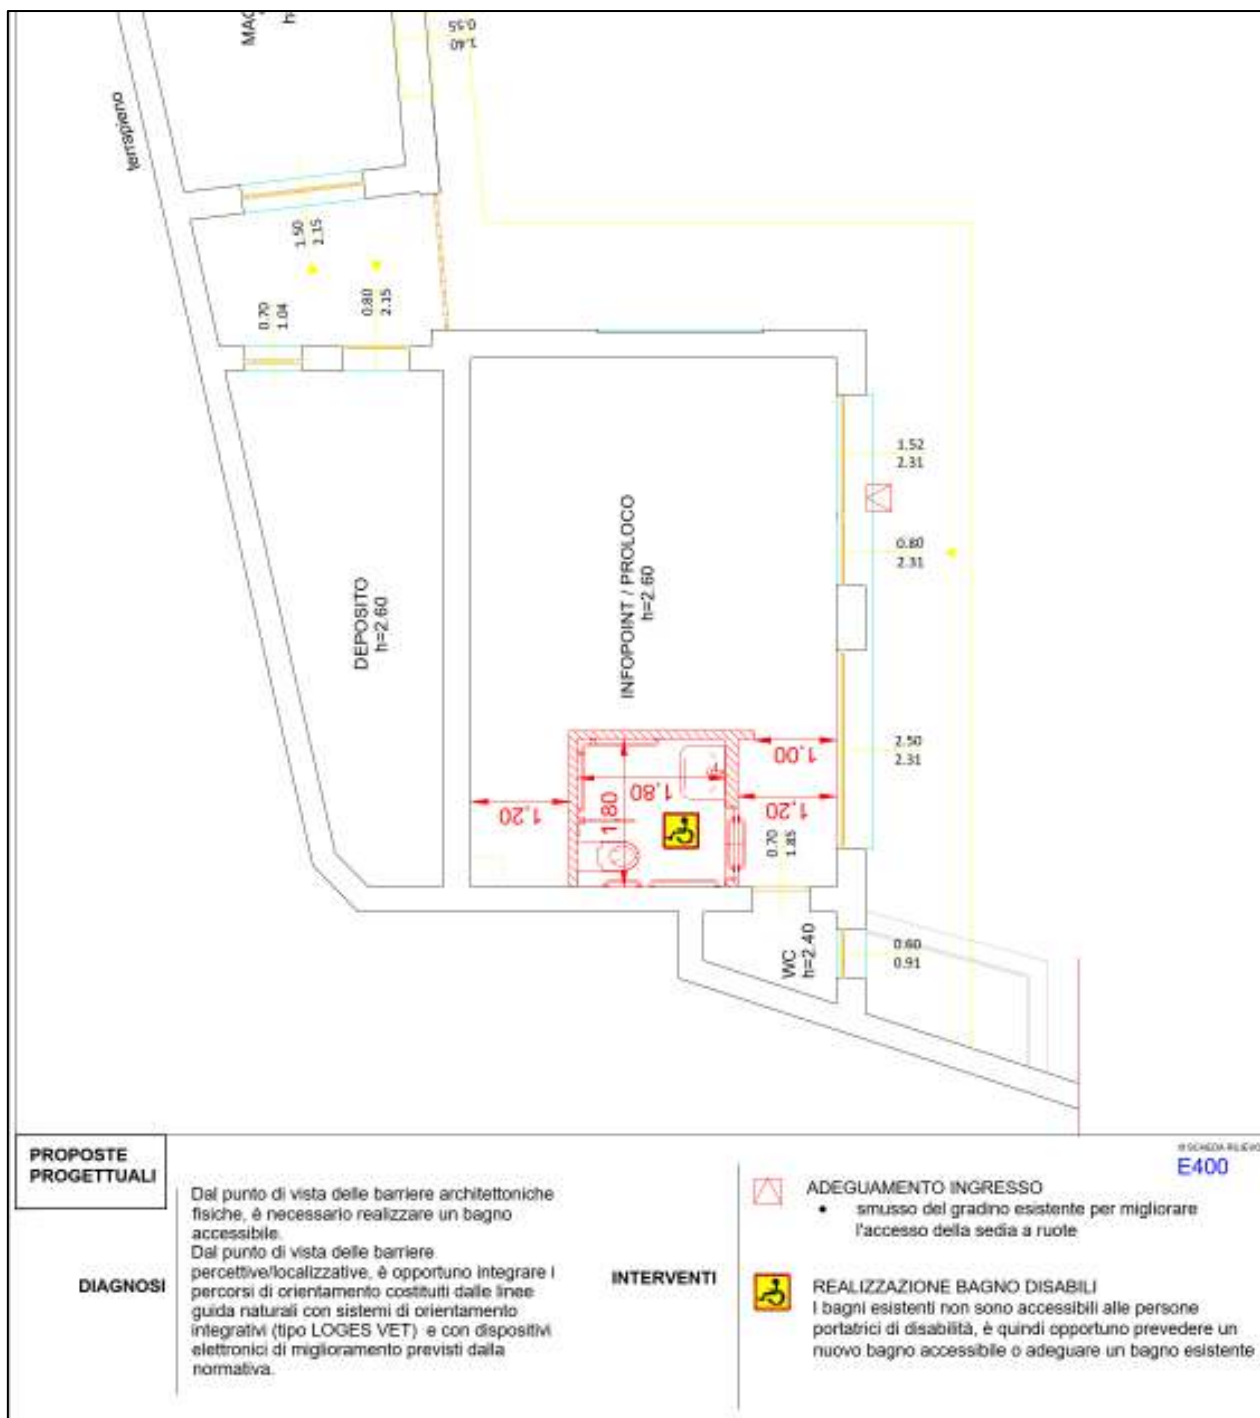 MAG
h
0.55
1.40
terrapieno
1.50
2.15
0.70
1.04
0.80
2.15
1.52
2.31
0.80
2.31
INFOPOINT / PROLOCO
h=2.60
DEPOSITO
h=2.60
2.50
2.31
1,00
1,80
1,80
1,20
1,20
0.70
1.85
WC
h=2.40
0.60
0.91
PROPOSTE
PROGETTUALI
DIAGNOSI
Dal punto di vista delle barriere architettoniche
fisiche, è necessario realizzare un bagno
accessibile.
Dal punto di vista delle barriere
percettive/localizzative, è opportuno integrare i
percorsi di orientamento costituiti dalle linee
guida naturali con sistemi di orientamento
integrativi (tipo LOGES VET) e con dispositivi
elettronici di miglioramento previsti dalla
normativa.
INTERVENTI
SCHEDA RILIEVO
E400
ADEGUAMENTO INGRESSO
• smusso del gradino esistente per migliorare
l'accesso della sedia a ruote
REALIZZAZIONE BAGNO DISABILI
I bagni esistenti non sono accessibili alle persone
portatrici di disabilità, è quindi opportuno prevedere un
nuovo bagno accessibile o adeguare un bagno esistente